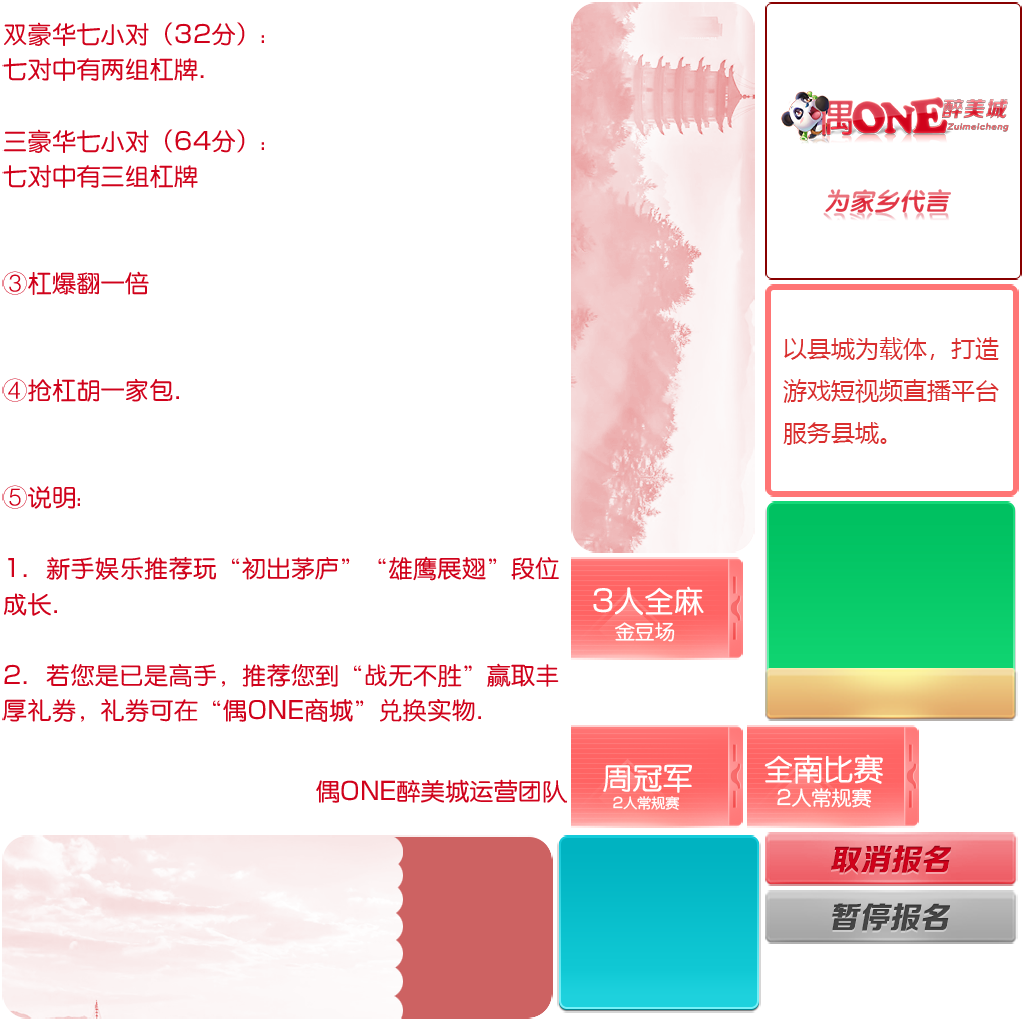 双豪华七小对（32分）：
七对中有两组杠牌.
三豪华七小对（64分）：
七对中有三组杠牌
③杠爆翻一倍
④抢杠胡一家包.
⑤说明:
1．新手娱乐推荐玩“初出茅庐”“雄鹰展翅”段位
成长.
2．若您是已是高手，推荐您到“战无不胜”赢取丰
厚礼券，礼券可在“偶ONE商城”兑换实物.
偶ONE醉美城运营团队
偶ONE醉美城
Zuimeicheng
为家乡代言
以县城为载体，打造
游戏短视频直播平台
服务县城。
3人全麻
金豆场
周冠军
2人常规赛
全南比赛
2人常规赛
取消报名
暂停报名